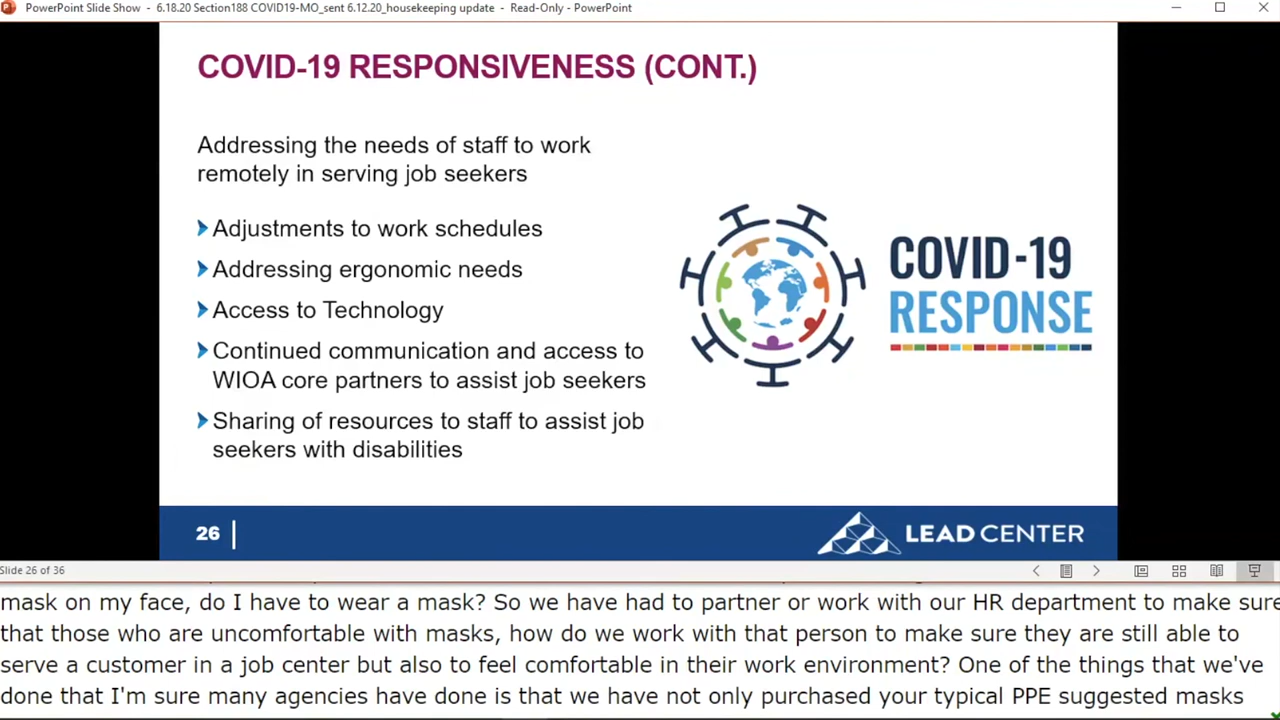 PowerPoint Slide Show - 6.18.20 Section188 COVID19-MO_sent 6.12.20_housekeeping update - Read-Only - PowerPoint
COVID-19 RESPONSIVENESS (CONT.)
Addressing the needs of staff to work
remotely in serving job seekers
Adjustments to work schedules
Addressing ergonomic needs
Access to Technology
Continued communication and access to
WIOA core partners to assist job seekers
Sharing of resources to staff to assist job
seekers with disabilities
COVID-19
RESPONSE
26
LEAD CENTER
Slide 26 of 36
mask on my face, do I have to wear a mask? So we have had to partner or work with our HR department to make sure
that those who are uncomfortable with masks, how do we work with that person to make sure they are still able to
serve a customer in a job center but also to feel comfortable in their work environment? One of the things that we've
done that I'm sure many agencies have done is that we have not only purchased your typical PPE suggested masks